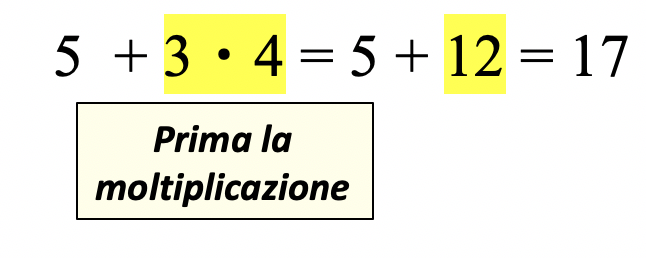 5 + 3 · 4 = 5 + 12 = 17
Prima la
moltiplicazione